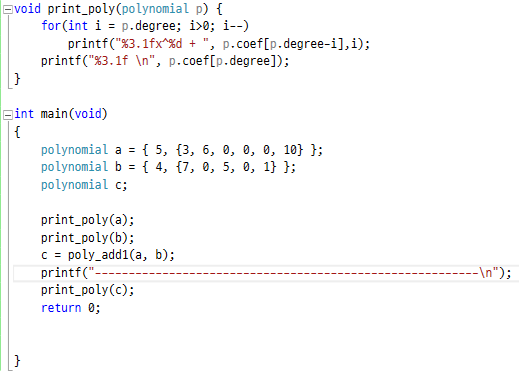 void print_poly(polynomial p) {
    for(int i = p.degree; i>0; i--)
        printf("%3.1fx^%d + ", p.coef[p.degree-i],i);
    printf("%3.1f \n", p.coef[p.degree]);
}
int main(void)
{
    polynomial a = { 5, {3, 6, 0, 0, 0, 10} };
    polynomial b = { 4, {7, 0, 5, 0, 1} };
    polynomial c;
    print_poly(a);
    print_poly(b);
    c = poly_add1(a, b);
    printf("---------------------------------------------------------\n");
    print_poly(c);
    return 0;
}